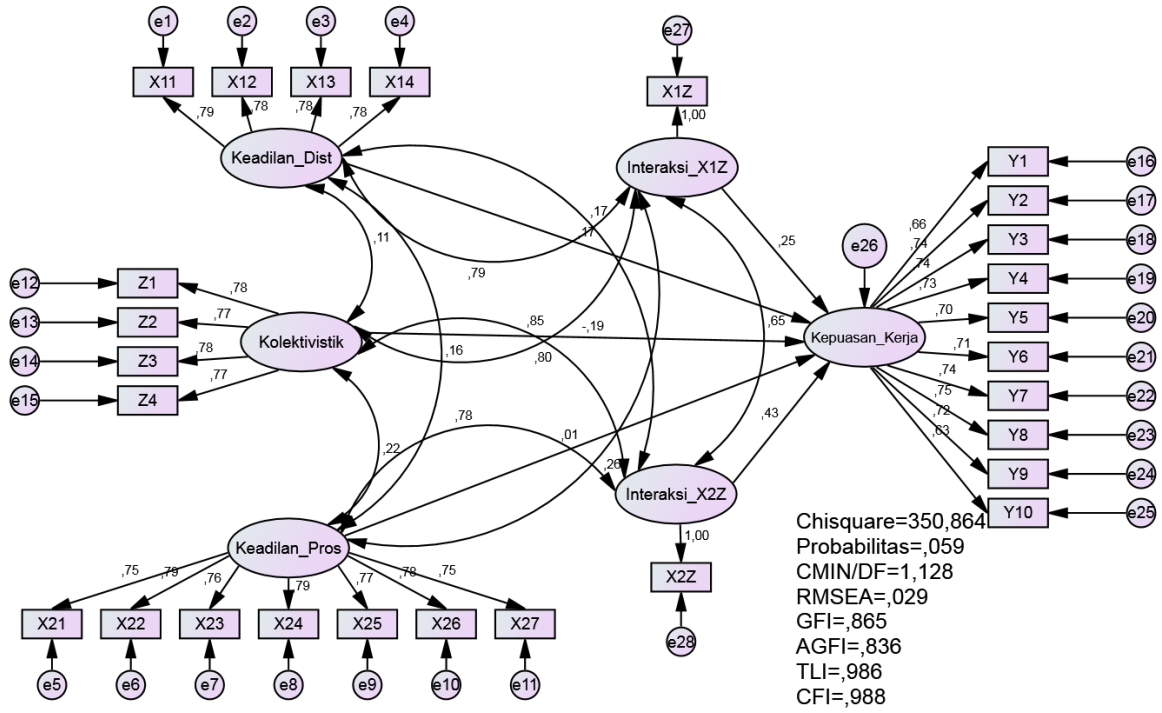 e1 e2 e3 e4
X11 X12 X13 X14
,79 ,78 ,78 ,78
Keadilan_Dist
e27
X1Z
1,00
Interaksi_X1Z
,11
,17
,17
,79
,25
e26
Kepuasan_Kerja
,65
,43
e12 Z1 ,78
e13 Z2 ,77
e14 Z3 ,78
e15 Z4 ,77
Kolektivistik
,85
-,19
,80
,16
,78
,01
,22
,26
Interaksi_X2Z
1,00
X2Z
e28
Keadilan_Pros
,75 ,79 ,76 ,79 ,77 ,78 ,75
X21 X22 X23 X24 X25 X26 X27
e5 e6 e7 e8 e9 e10 e11
,66 Y1 e16
,74 Y2 e17
,74 Y3 e18
,73 Y4 e19
,70 Y5 e20
,71 Y6 e21
,74 Y7 e22
,75 Y8 e23
,72 Y9 e24
,63 Y10 e25
Chisquare=350,864
Probabilitas=,059
CMIN/DF=1,128
RMSEA=,029
GFI=,865
AGFI=,836
TLI=,986
CFI=,988